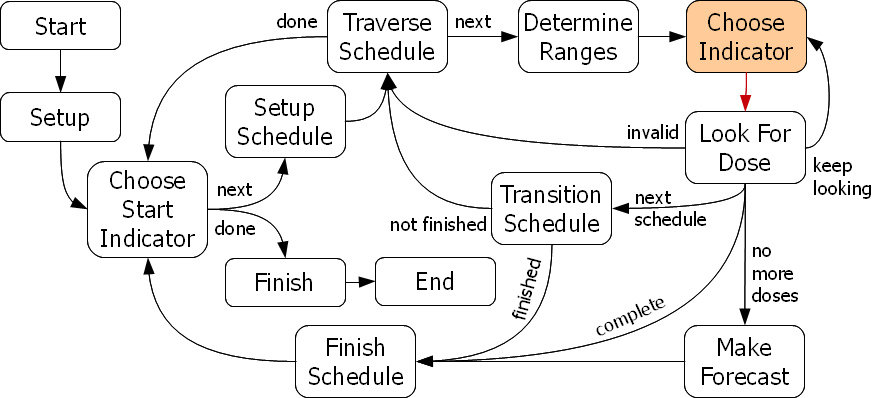 Start
Setup
done
Traverse
Schedule
next
Determine
Ranges
Choose
Indicator
Setup
Schedule
invalid
Look For
Dose
keep
looking
Choose
Start
Indicator
next
done
Transition
Schedule
not finished
next
schedule
Finish
End
finished
complete
no
more
doses
Finish
Schedule
Make
Forecast